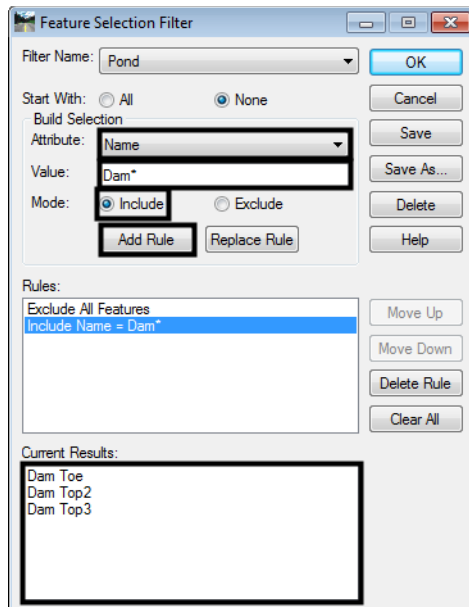 Feature Selection Filter
Filter Name: Pond
OK
Start With: All None
Cancel
Build Selection
Attribute: Name
Save
Value: Dam*
Save As...
Mode: Include Exclude
Delete
Add Rule Replace Rule
Help
Rules:
Exclude All Features
Include Name = Dam*
Move Up
Move Down
Delete Rule
Clear All
Current Results:
Dam Toe
Dam Top2
Dam Top3